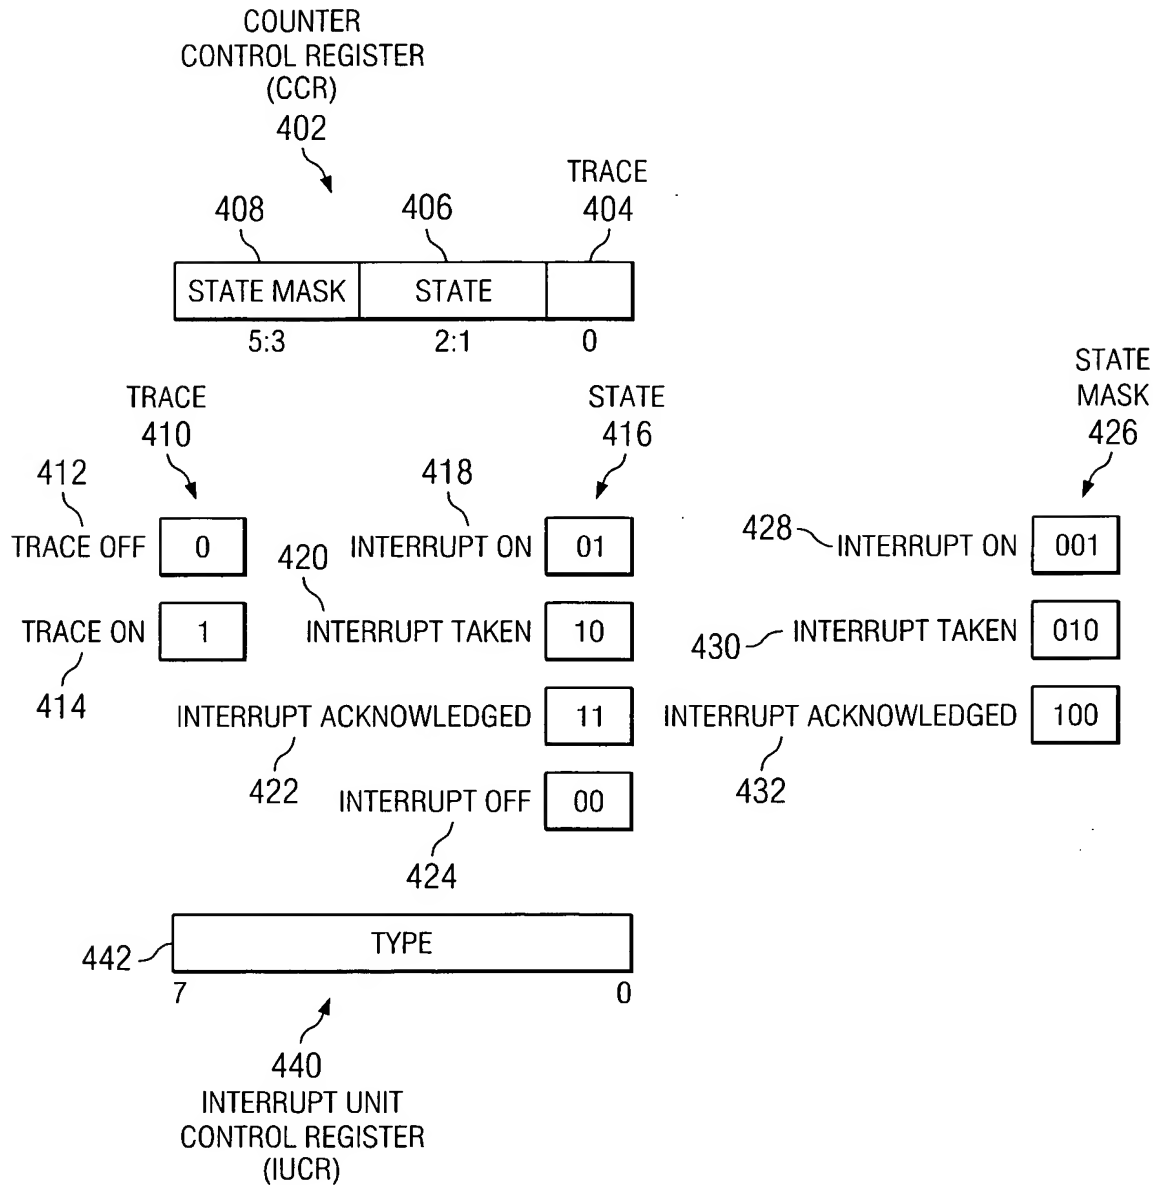 COUNTER
CONTROL REGISTER
(CCR)
402
TRACE
408
406
404
STATE MASK
STATE
5:3
2:1
0
TRACE
410
STATE
416
STATE
MASK
426
412
418
TRACE OFF
0
420
INTERRUPT ON
01
428
INTERRUPT ON
001
TRACE ON
1
INTERRUPT TAKEN
10
430
INTERRUPT TAKEN
010
414
INTERRUPT ACKNOWLEDGED
11
INTERRUPT ACKNOWLEDGED
100
422
432
INTERRUPT OFF
00
424
442
TYPE
7
0
440
INTERRUPT UNIT
CONTROL REGISTER
(IUCR)